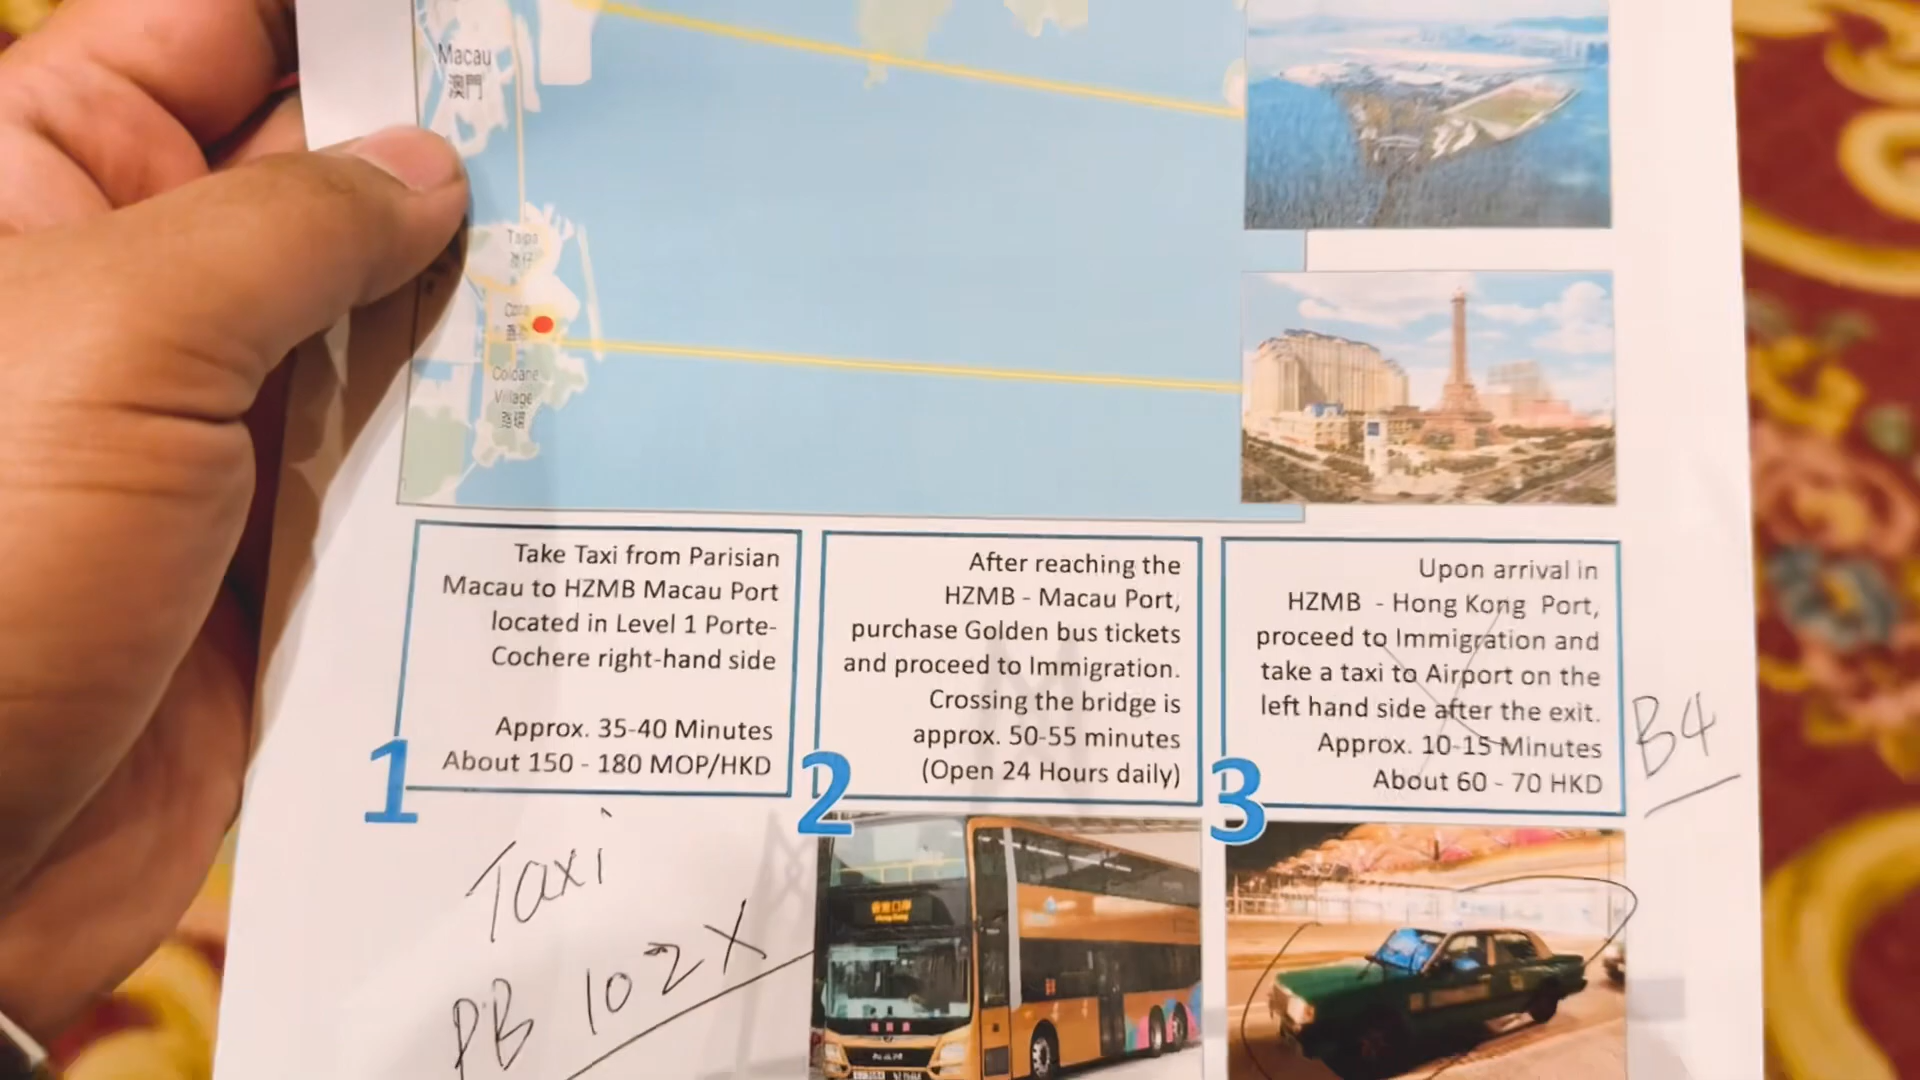 Macau
澳門
Taipa
Coloane
Village
路環
Take Taxi from Parisian
Macau to HZMB Macau Port
located in Level 1 Porte-
Cochere right-hand side
Approx. 35-40 Minutes
About 150 - 180 MOP/HKD
1
After reaching the
HZMB - Macau Port,
purchase Golden bus tickets
and proceed to Immigration.
Crossing the bridge is
approx. 50-55 minutes
(Open 24 Hours daily)
2
Upon arrival in
HZMB - Hong Kong Port,
proceed to Immigration and
take a taxi to Airport on the
left hand side after the exit.
Approx. 10-15 Minutes
About 60 - 70 HKD
3
B4
Taxi
PB 102X